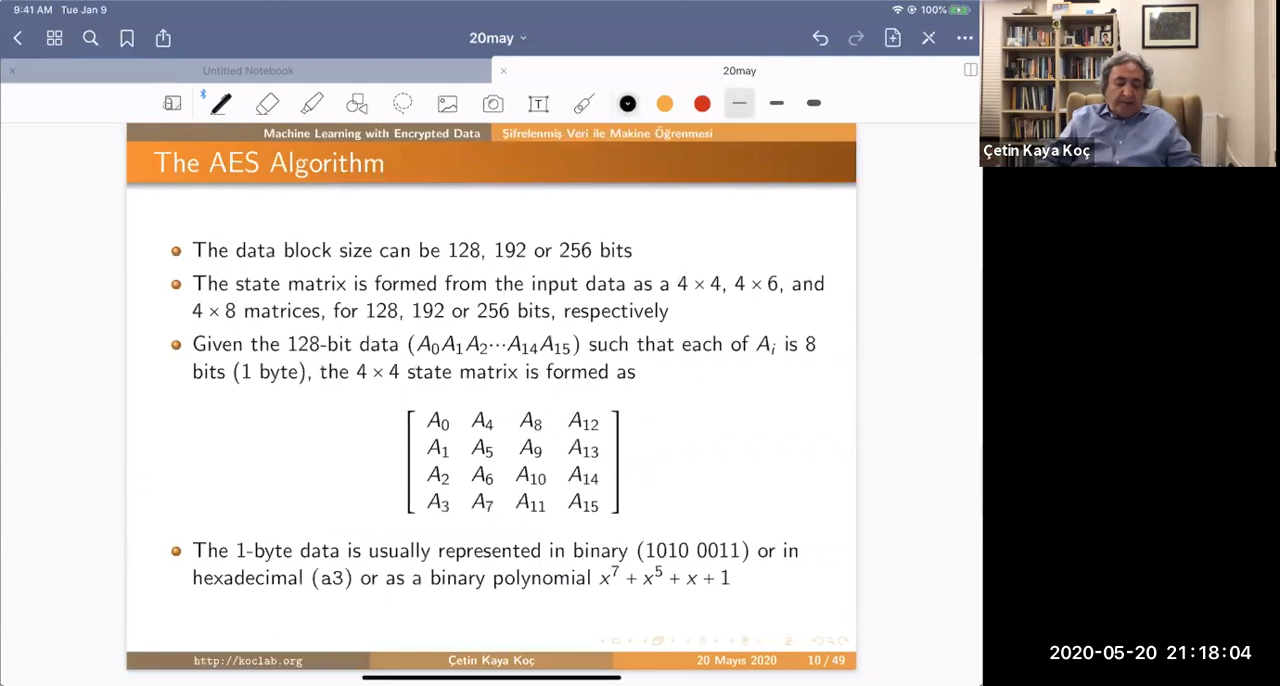 9:41 AM Tue Jan 9
100%
20may
Untitled Notebook
20may
T
Machine Learning with Encrypted Data
Şifrelenmiş Veri ile Makine Öğrenmesi
The AES Algorithm
The data block size can be 128, 192 or 256 bits
The state matrix is formed from the input data as a 4 × 4, 4 × 6, and
4 × 8 matrices, for 128, 192 or 256 bits, respectively
Given the 128-bit data (A₀A₁A₂⋯A₁₄A₁₅) such that each of Aᵢ is 8
bits (1 byte), the 4 × 4 state matrix is formed as
A₀ A₄ A₈ A₁₂
A₁ A₅ A₉ A₁₃
A₂ A₆ A₁₀ A₁₄
A₃ A₇ A₁₁ A₁₅
The 1-byte data is usually represented in binary (1010 0011) or in
hexadecimal (a3) or as a binary polynomial x⁷ + x⁵ + x + 1
http://koclab.org
Çetin Kaya Koç
20 Mayıs 2020
10 / 49
Çetin Kaya Koç
2020-05-20 21:18:04